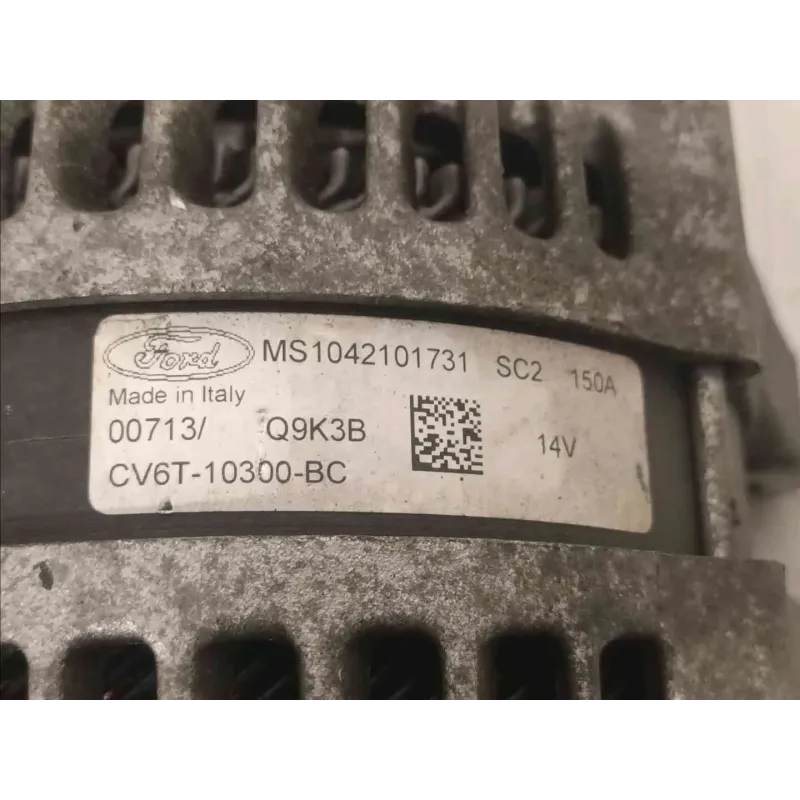 Ford MS1042101731 SC2 150A
Made in Italy
00713/ Q9K3B 14V
CV6T-10300-BC